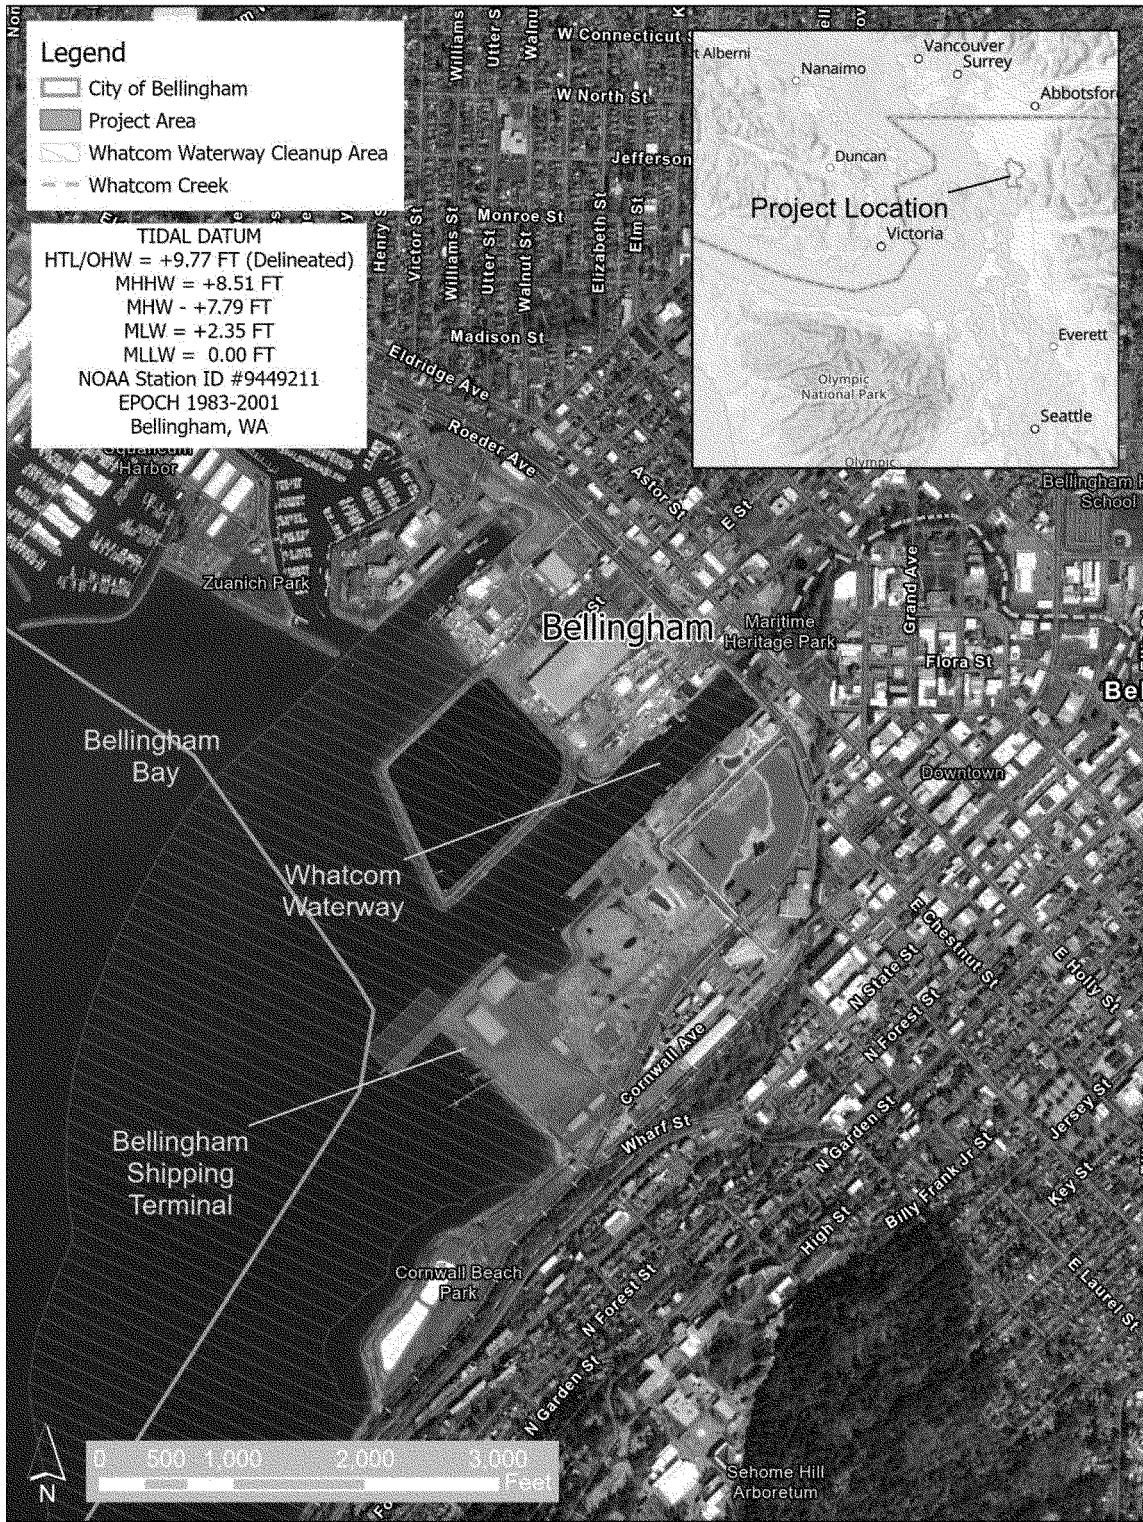 Legend
City of Bellingham
Project Area
Whatcom Waterway Cleanup Area
Whatcom Creek
TIDAL DATUM
HTL/OHW = +9.77 FT (Delineated)
MHHW = +8.51 FT
MHW - +7.79 FT
MLW = +2.35 FT
MLLW = 0.00 FT
NOAA Station ID #9449211
EPOCH 1983-2001
Bellingham, WA
Williams
Utter S
Walnu
W Connecticut S
W North St
Jefferson
Monroe St
Henry S
Victor St
Williams St
Utter St
Walnut St
Elizabeth St
Elm St
Madison St
Eldridge Ave
Roeder Ave
Astor St
E St
t Alberni
Nanaimo
Vancouver
Surrey
Abbotsford
Duncan
Project Location
Victoria
Everett
Olympic
National Park
Seattle
Olympic
Harbor
Zuanich Park
St
Bellingham
Maritime
Heritage Park
Grand Ave
Flora St
Bellingham H
School
Bel
Downtown
Bellingham
Bay
Whatcom
Waterway
Bellingham
Shipping
Terminal
E Chestnut St
E Holly St
N State St
N Forest St
Cornwall Ave
Wharf St
N Garden St
Billy Frank Jr St
Jersey St
Key St
High St
E Laurel St
Cornwall Beach
Park
N Forest St
N Garden St
Sehome Hill
Arboretum
N
0 500 1,000 2,000 3,000
Feet